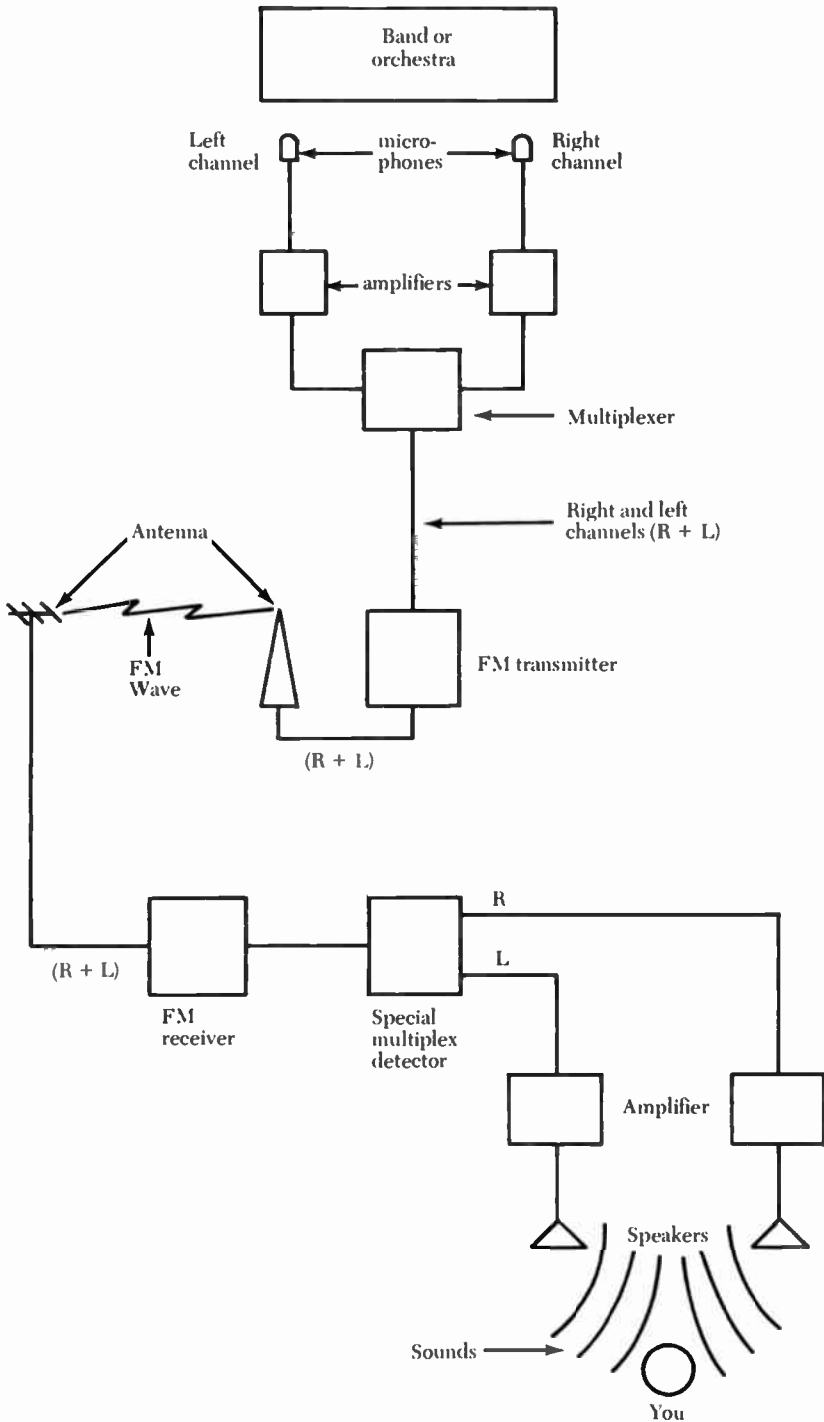 Band or
orchestra
Left
channel
micro-
phones
Right
channel
amplifiers
Multiplexer
Right and left
channels (R + L)
Antenna
FM
Wave
FM transmitter
(R + L)
R
L
(R + L)
FM
receiver
Special
multiplex
detector
Amplifier
Speakers
Sounds
You